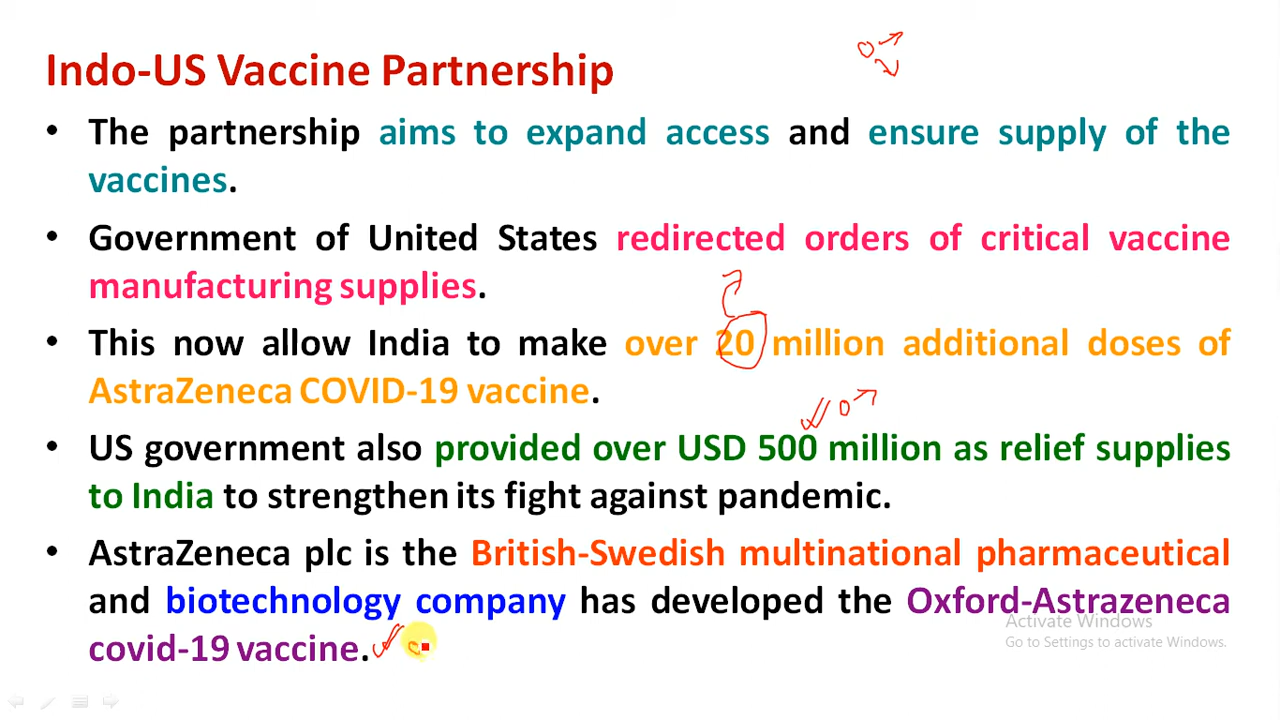 Indo-US Vaccine Partnership
• The partnership aims to expand access and ensure supply of the
vaccines.
• Government of United States redirected orders of critical vaccine
manufacturing supplies.
• This now allow India to make over 20 million additional doses of
AstraZeneca COVID-19 vaccine.
• US government also provided over USD 500 million as relief supplies
to India to strengthen its fight against pandemic.
• AstraZeneca plc is the British-Swedish multinational pharmaceutical
and biotechnology company has developed the Oxford-Astrazeneca
covid-19 vaccine.
Activate Windows
Go to Settings to activate Windows.